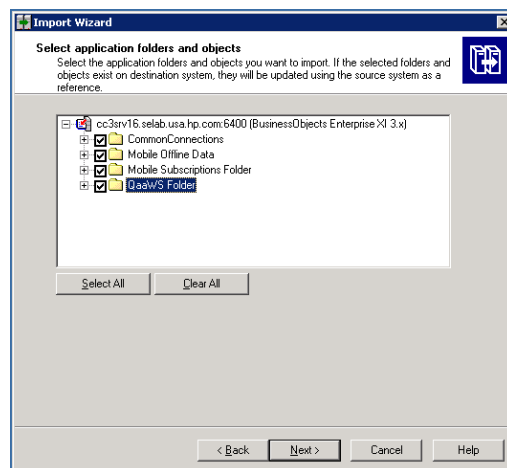 Import Wizard
Select application folders and objects
Select the application folders and objects you want to import. If the selected folders and
objects exist on destination system, they will be updated using the source system as a
reference.
cc3srv16.selab.usa.hp.com:6400 (BusinessObjects Enterprise XI 3.x)
CommonConnections
Mobile Offline Data
Mobile Subscriptions Folder
QaaWS Folder
Select All Clear All
< Back Next > Cancel Help